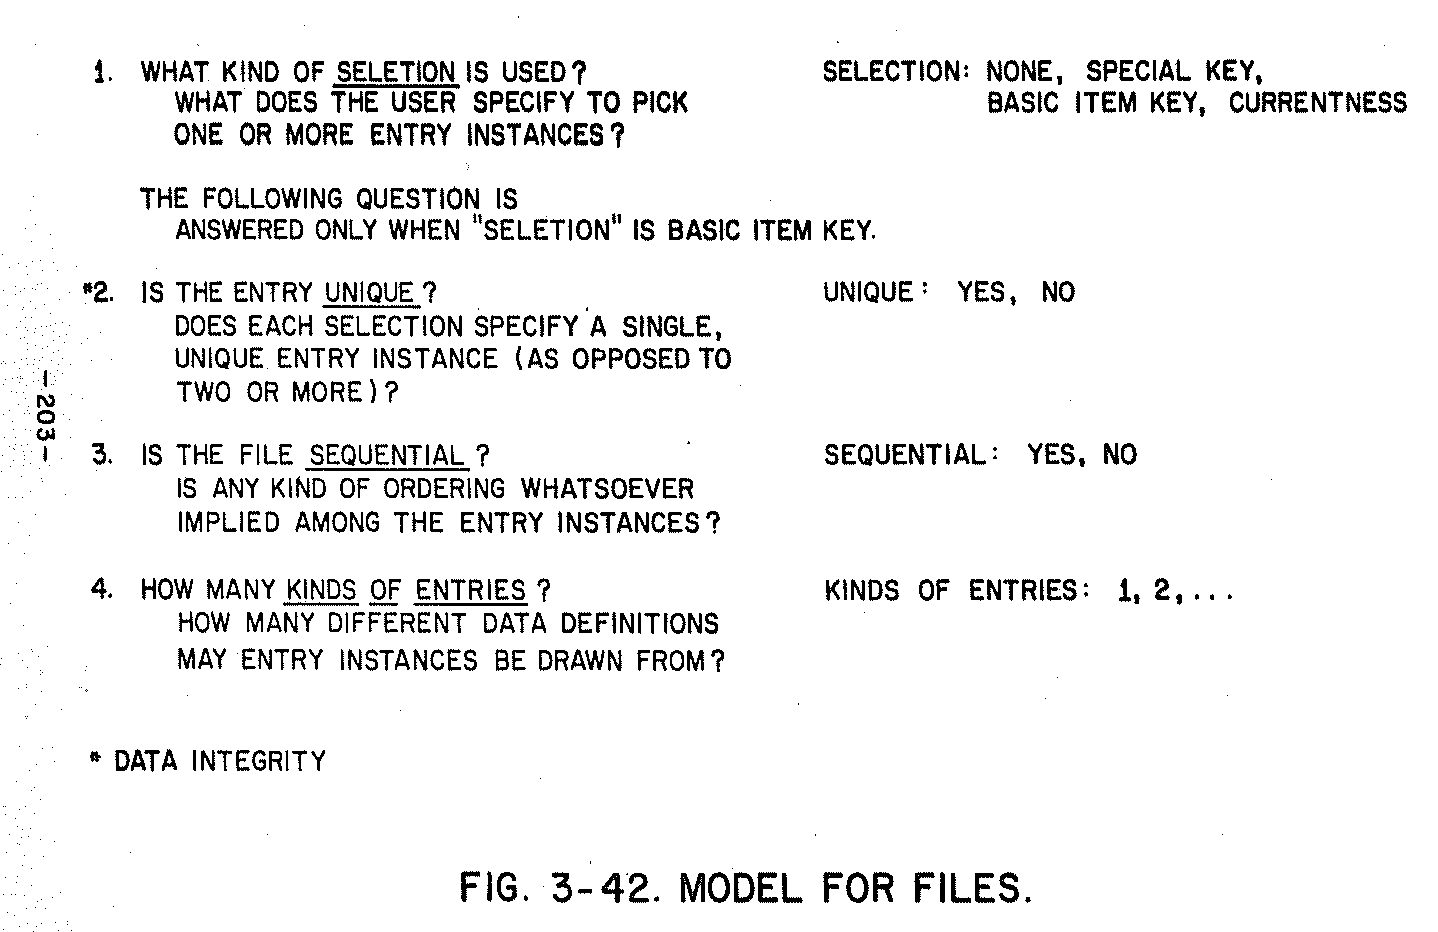 1. WHAT KIND OF SELETION IS USED? SELECTION: NONE, SPECIAL KEY,
WHAT DOES THE USER SPECIFY TO PICK BASIC ITEM KEY, CURRENTNESS
ONE OR MORE ENTRY INSTANCES?
THE FOLLOWING QUESTION IS
ANSWERED ONLY WHEN "SELETION" IS BASIC ITEM KEY.
*2. IS THE ENTRY UNIQUE? UNIQUE: YES, NO
DOES EACH SELECTION SPECIFY A SINGLE,
UNIQUE ENTRY INSTANCE (AS OPPOSED TO
TWO OR MORE)?
3. IS THE FILE SEQUENTIAL? SEQUENTIAL: YES, NO
IS ANY KIND OF ORDERING WHATSOEVER
IMPLIED AMONG THE ENTRY INSTANCES?
4. HOW MANY KINDS OF ENTRIES? KINDS OF ENTRIES: 1, 2, ...
HOW MANY DIFFERENT DATA DEFINITIONS
MAY ENTRY INSTANCES BE DRAWN FROM?
* DATA INTEGRITY
FIG. 3-42. MODEL FOR FILES.
-203-